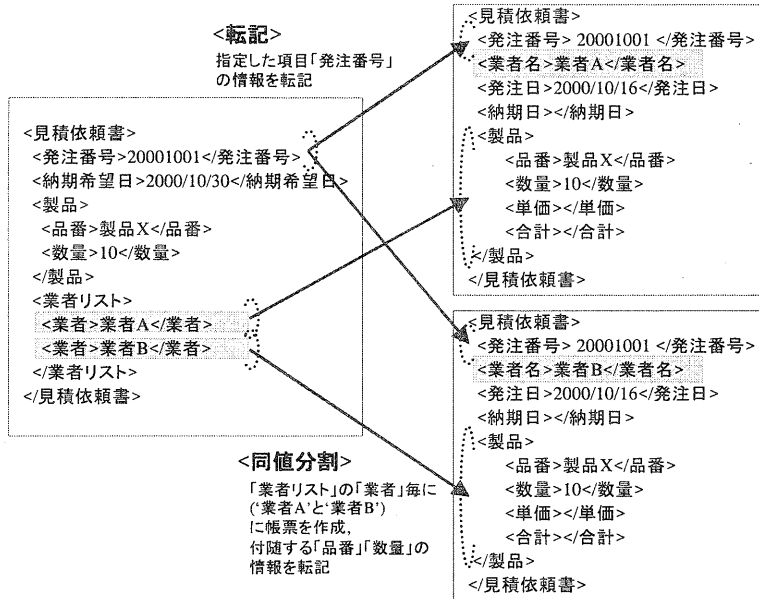 <転記>
指定した項目「発注番号」
の情報を転記
<見積依頼書>
<発注番号>20001001</発注番号>
<納期希望日>2000/10/30</納期希望日>
<製品>
<品番>製品X</品番>
<数量>10</数量>
</製品>
<業者リスト>
<業者>業者A</業者>
<業者>業者B</業者>
</業者リスト>
</見積依頼書>
<同値分割>
「業者リスト」の「業者」毎に
(‘業者A’と‘業者B’)
に帳票を作成,
付随する「品番」「数量」の
情報を転記
<見積依頼書>
<発注番号> 20001001 </発注番号>
<業者名>業者A</業者名>
<発注日>2000/10/16</発注日>
<納期日></納期日>
<製品>
<品番>製品X</品番>
<数量>10</数量>
<単価></単価>
<合計></合計>
</製品>
</見積依頼書>
<見積依頼書>
<発注番号> 20001001 </発注番号>
<業者名>業者B</業者名>
<発注日>2000/10/16</発注日>
<納期日></納期日>
<製品>
<品番>製品X</品番>
<数量>10</数量>
<単価></単価>
<合計></合計>
</製品>
</見積依頼書>